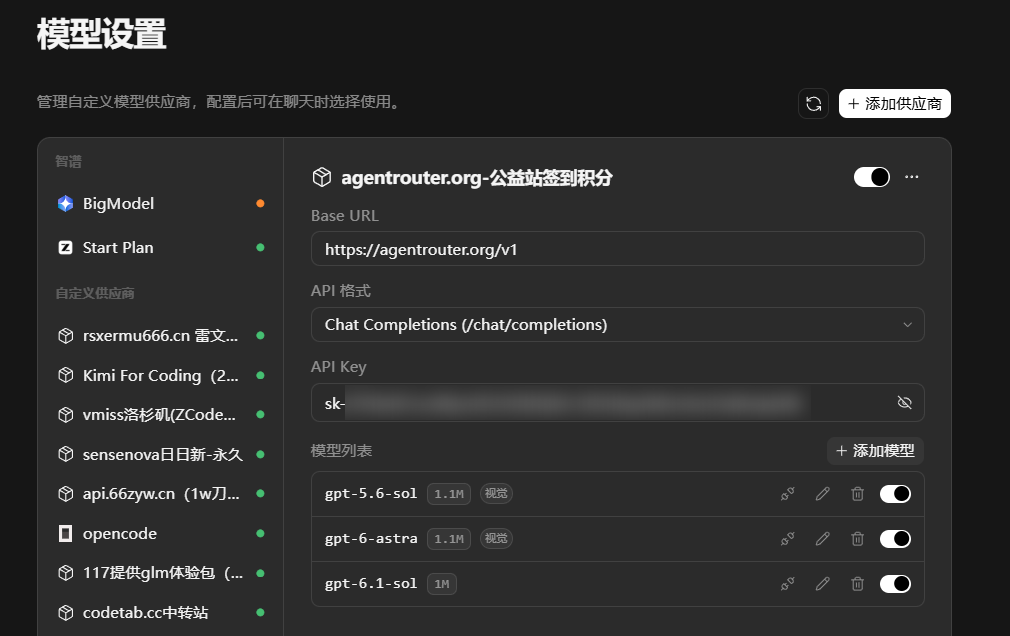 模型设置
管理自定义模型供应商，配置后可在聊天时选择使用。
+ 添加供应商
智谱
BigModel
Start Plan
自定义供应商
rsxermu666.cn 雷文...
Kimi For Coding（2...
vmiss洛杉矶(ZCode...
sensenova日日新-永久
api.66zyw.cn（1w刀...
opencode
117提供glm体验包（...
codetab.cc中转站
agentrouter.org-公益站签到积分
Base URL
https://agentrouter.org/v1
API 格式
Chat Completions (/chat/completions)
API Key
sk-
模型列表
+ 添加模型
gpt-5.6-sol 1.1M 视觉
gpt-6-astra 1.1M 视觉
gpt-6.1-sol 1M